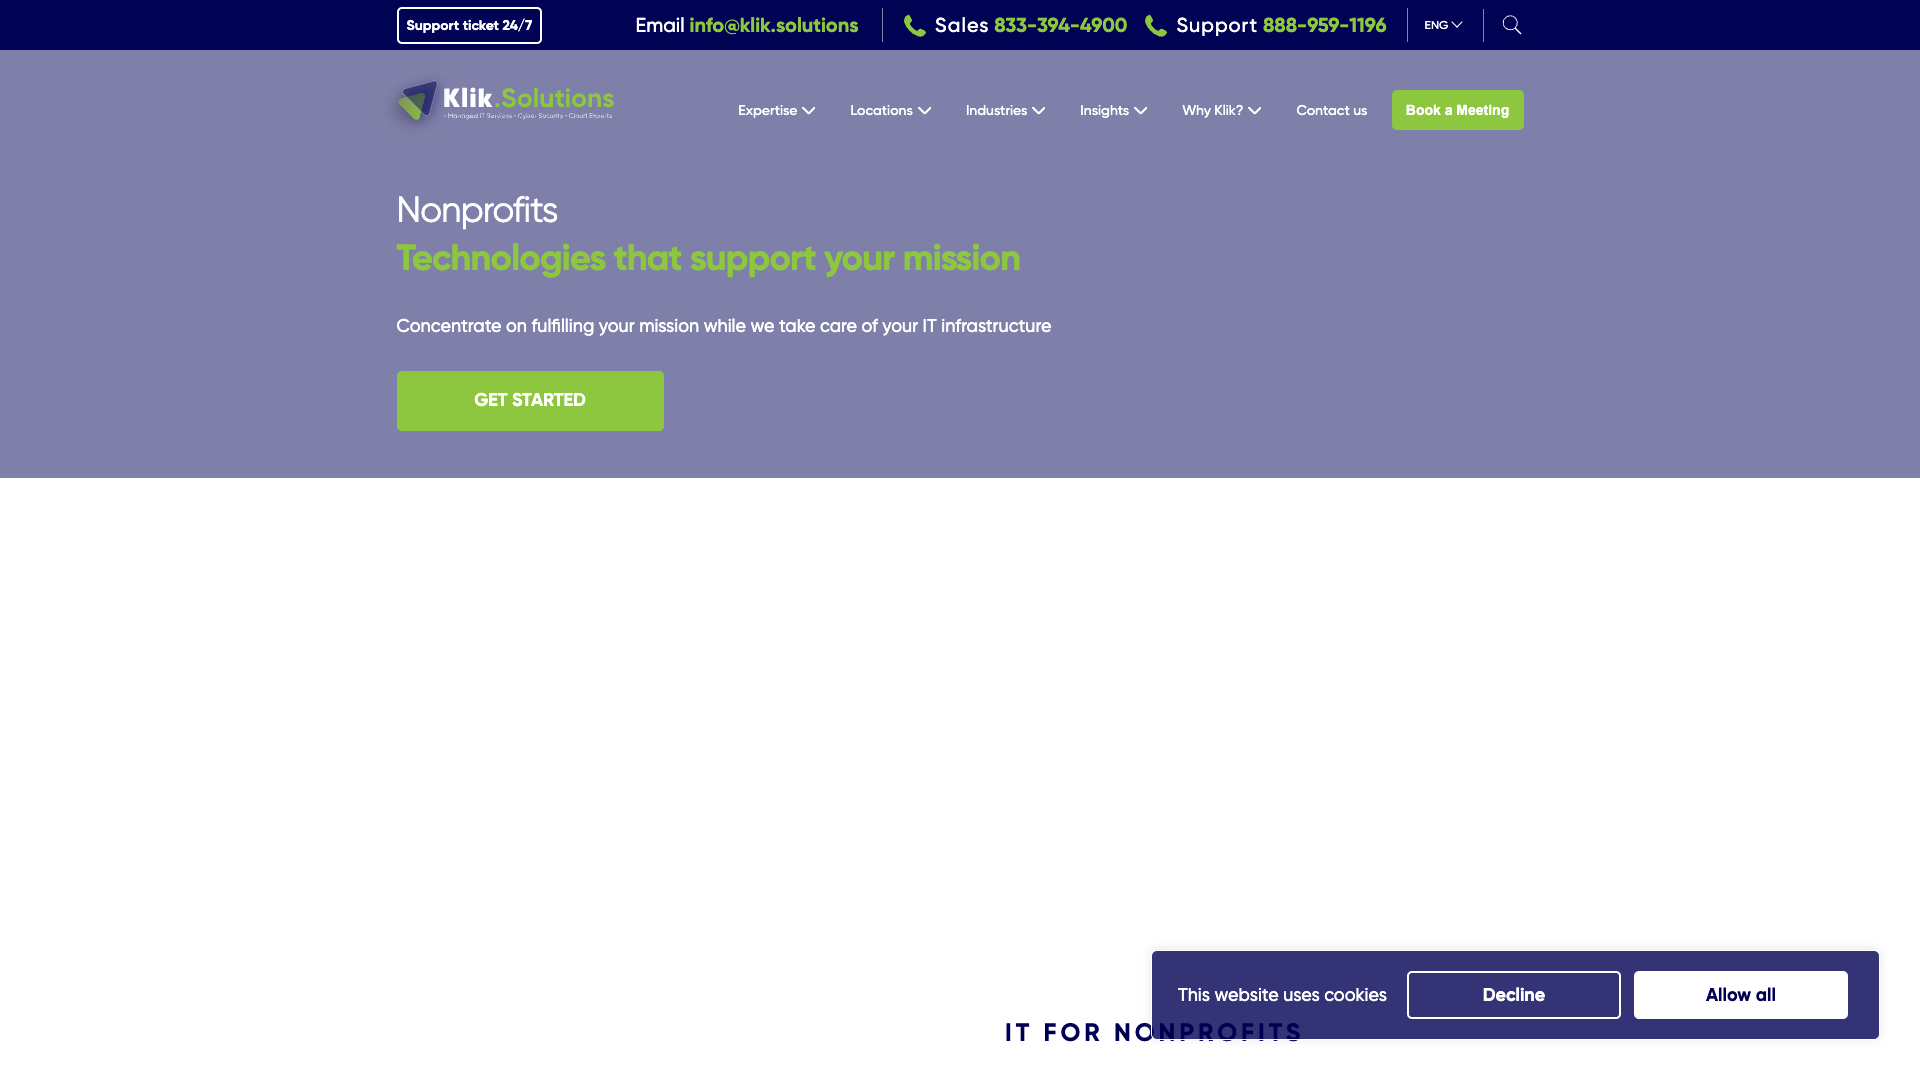 Support ticket 24/7
Email info@klik.solutions
Sales 833-394-4900
Support 888-959-1196
ENG
Klik.Solutions
• Managed IT Services • Cyber Security • Cloud Experts
Expertise
Locations
Industries
Insights
Why Klik?
Contact us
Book a Meeting
Nonprofits
Technologies that support your mission
Concentrate on fulfilling your mission while we take care of your IT infrastructure
GET STARTED
This website uses cookies
Decline
Allow all
IT FOR NONPROFITS